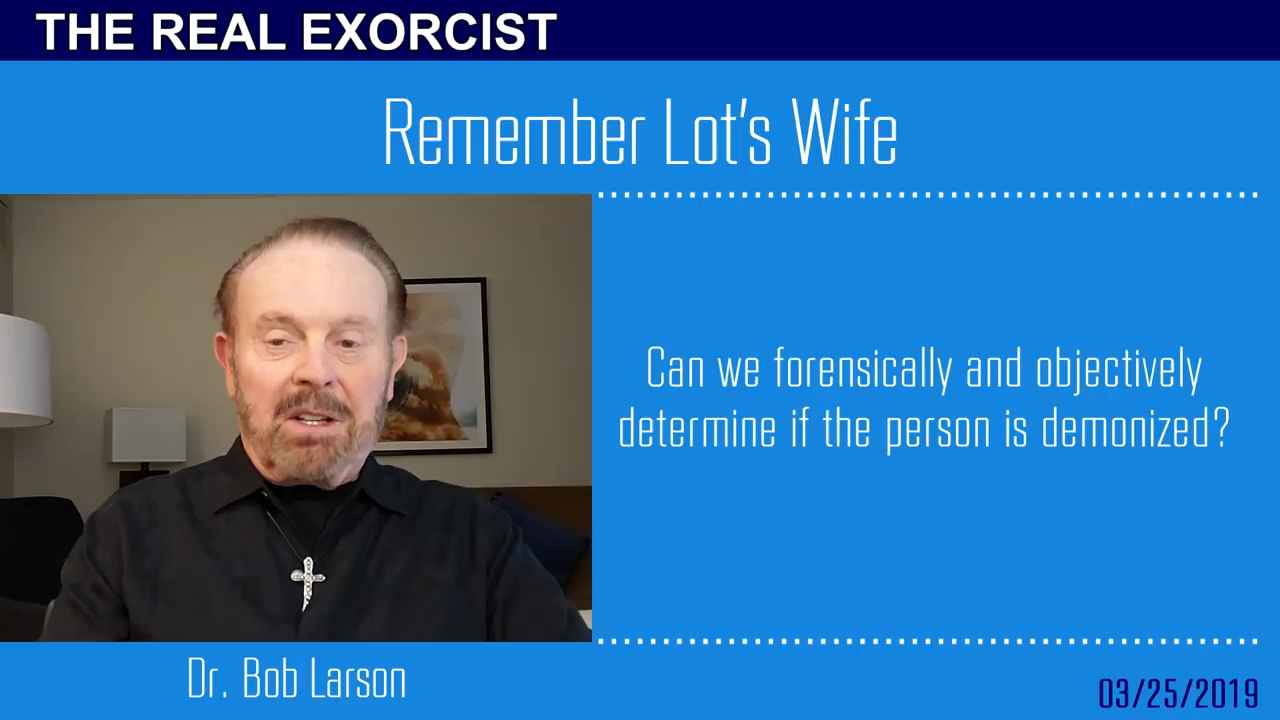 THE REAL EXORCIST
Remember Lot's Wife
Can we forensically and objectively
determine if the person is demonized?
Dr. Bob Larson
03/25/2019